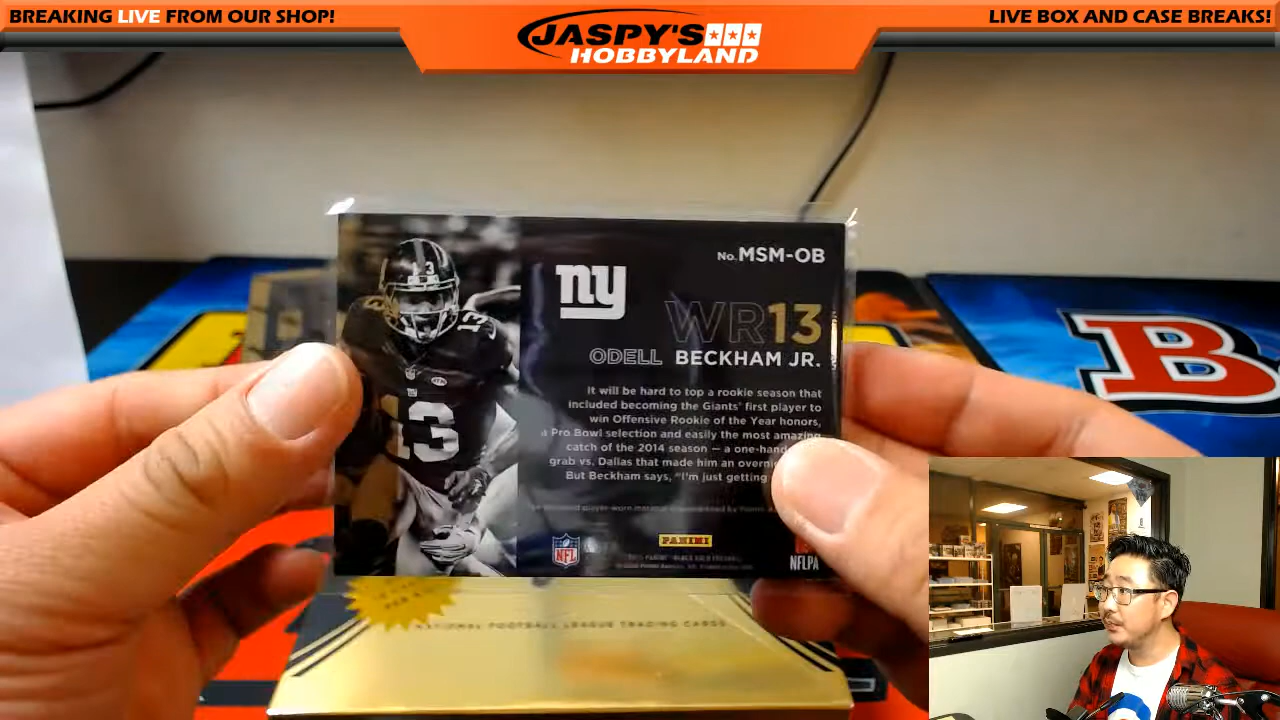 BREAKING LIVE FROM OUR SHOP!
JASPY'S
HOBBYLAND
LIVE BOX AND CASE BREAKS!
No. MSM-OB
ny
WR13
ODELL BECKHAM JR.
It will be hard to top a rookie season that
included becoming the Giants' first player to
win Offensive Rookie of the Year honors,
a Pro Bowl selection and easily the most amazing
catch of the 2014 season — a one-hand
grab vs. Dallas that made him an overni
But Beckham says, "I'm just getting
NFL
PANINI
NFLPA
13
13
NATIONAL FOOTBALL LEAGUE TRADING CARDS
B